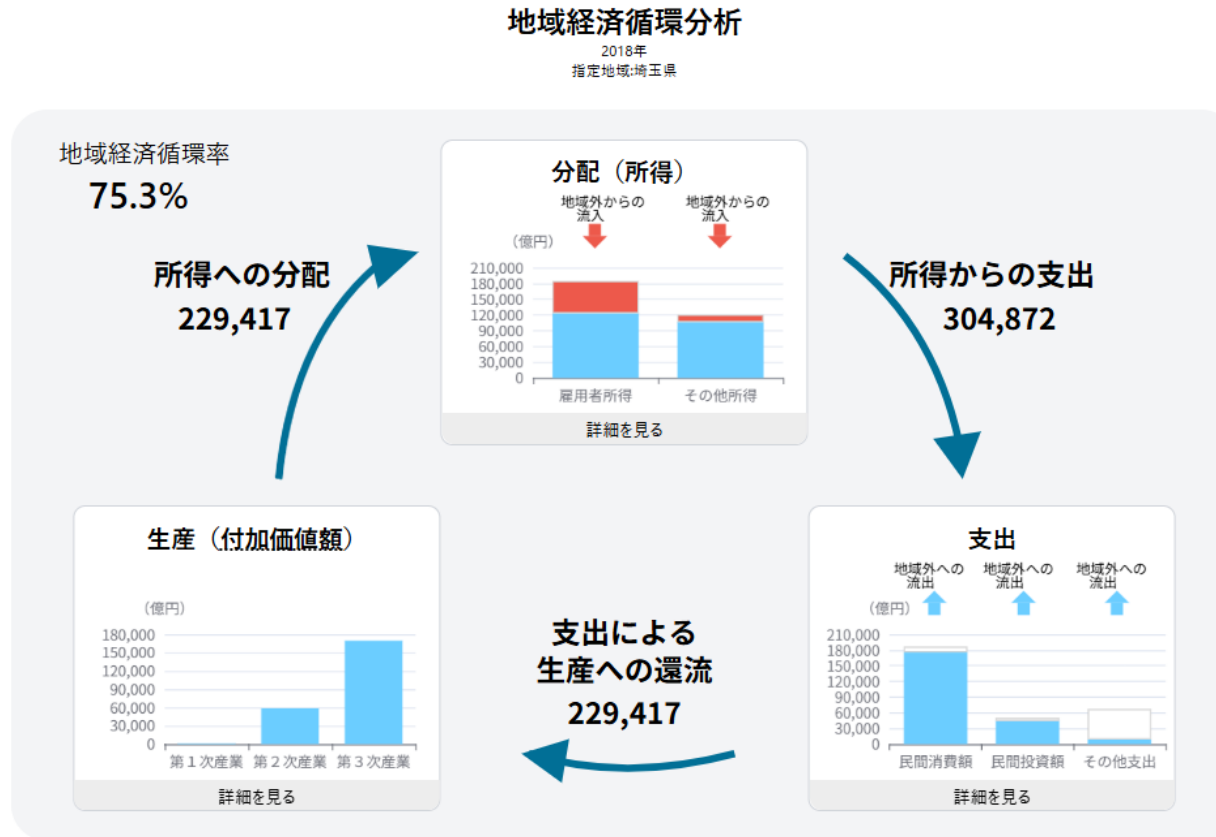 地域経済循環分析
2018年
指定地域:埼玉県
地域経済循環率
75.3%
所得への分配
229,417
分配（所得）
地域外からの
流入
地域外からの
流入
（億円）
210,000
180,000
150,000
120,000
90,000
60,000
30,000
0
雇用者所得
その他所得
詳細を見る
所得からの支出
304,872
生産（付加価値額）
（億円）
180,000
150,000
120,000
90,000
60,000
30,000
0
第１次産業
第２次産業
第３次産業
詳細を見る
支出による
生産への還流
229,417
支出
地域外への
流出
地域外への
流出
地域外への
流出
（億円）
210,000
180,000
150,000
120,000
90,000
60,000
30,000
0
民間消費額
民間投資額
その他支出
詳細を見る